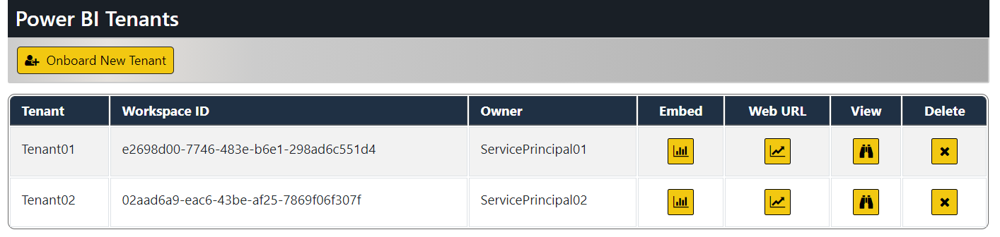 Power BI Tenants
Onboard New Tenant
Tenant Workspace ID Owner Embed Web URL View Delete
Tenant01 e2698d00-7746-483e-b6e1-298ad6c551d4 ServicePrincipal01
Tenant02 02aad6a9-eac6-43be-af25-7869f06f307f ServicePrincipal02